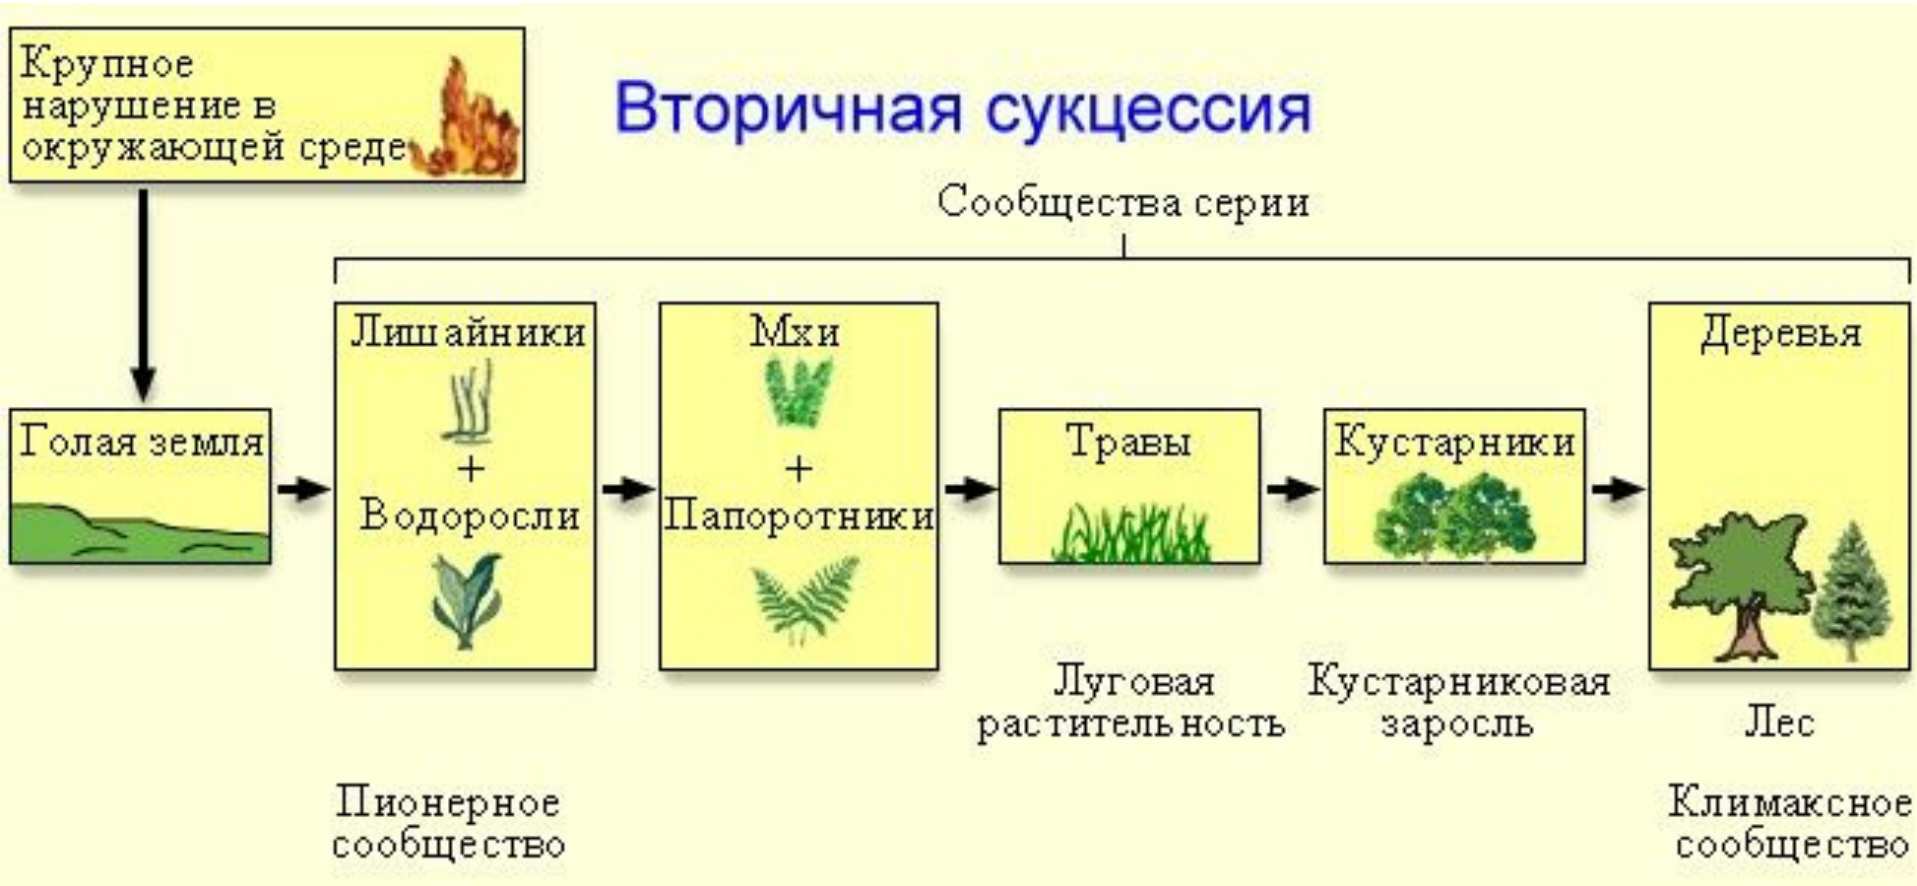 Крупное
нарушение в
окружающей среде
Вторичная сукцессия
Сообщества серии
Голая земля
Лишайники
+
Водоросли
Мхи
+
Папоротники
Травы
Кустарники
Деревья
Луговая
растительность
Кустарниковая
заросль
Лес
Пионерное
сообщество
Климаксное
сообщество